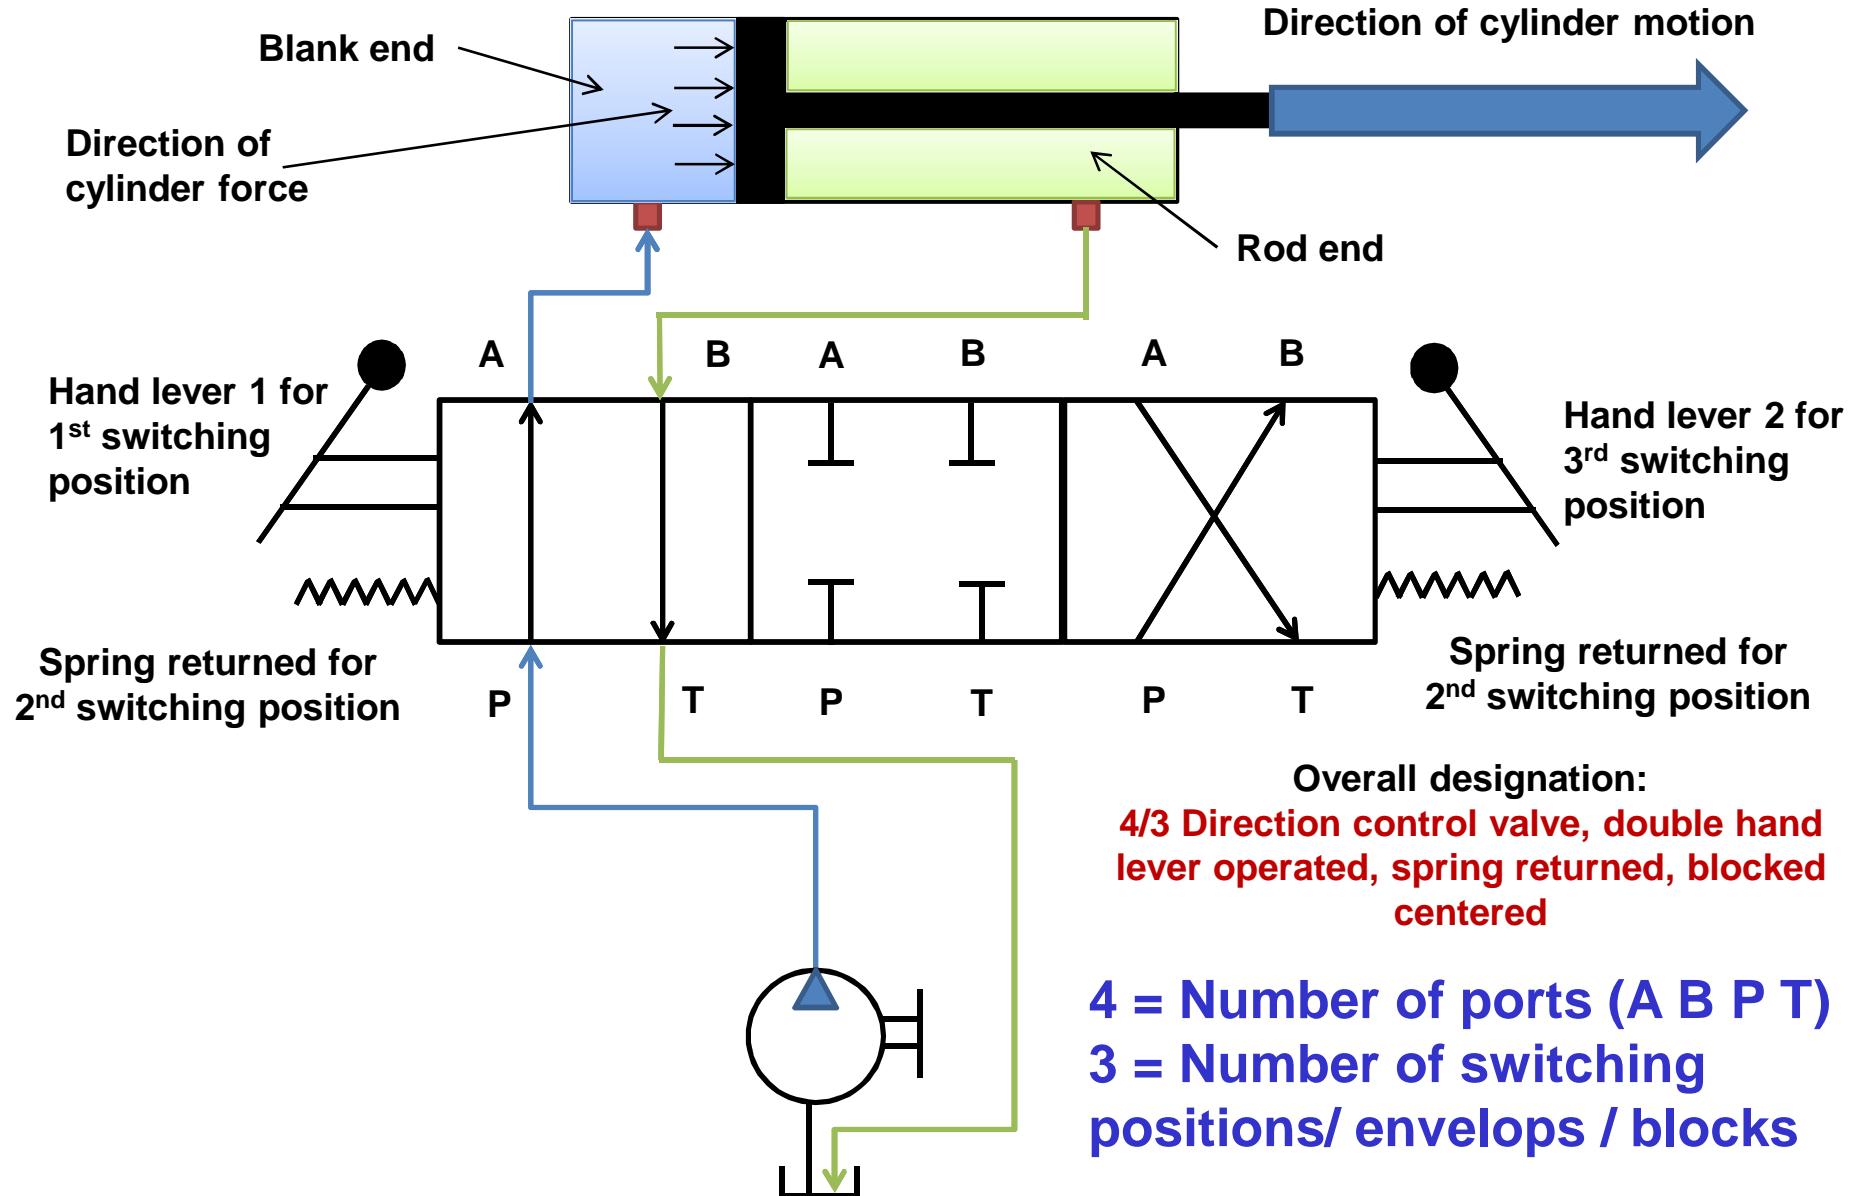 Direction of cylinder motion
Blank end
Direction of
cylinder force
Rod end
A
B
A
B
A
B
Hand lever 1 for
1st switching
position
Hand lever 2 for
3rd switching
position
Spring returned for
2nd switching position
P
T
P
T
P
T
Spring returned for
2nd switching position
Overall designation:
4/3 Direction control valve, double hand
lever operated, spring returned, blocked
centered
4 = Number of ports (A B P T)
3 = Number of switching
positions/ envelops / blocks